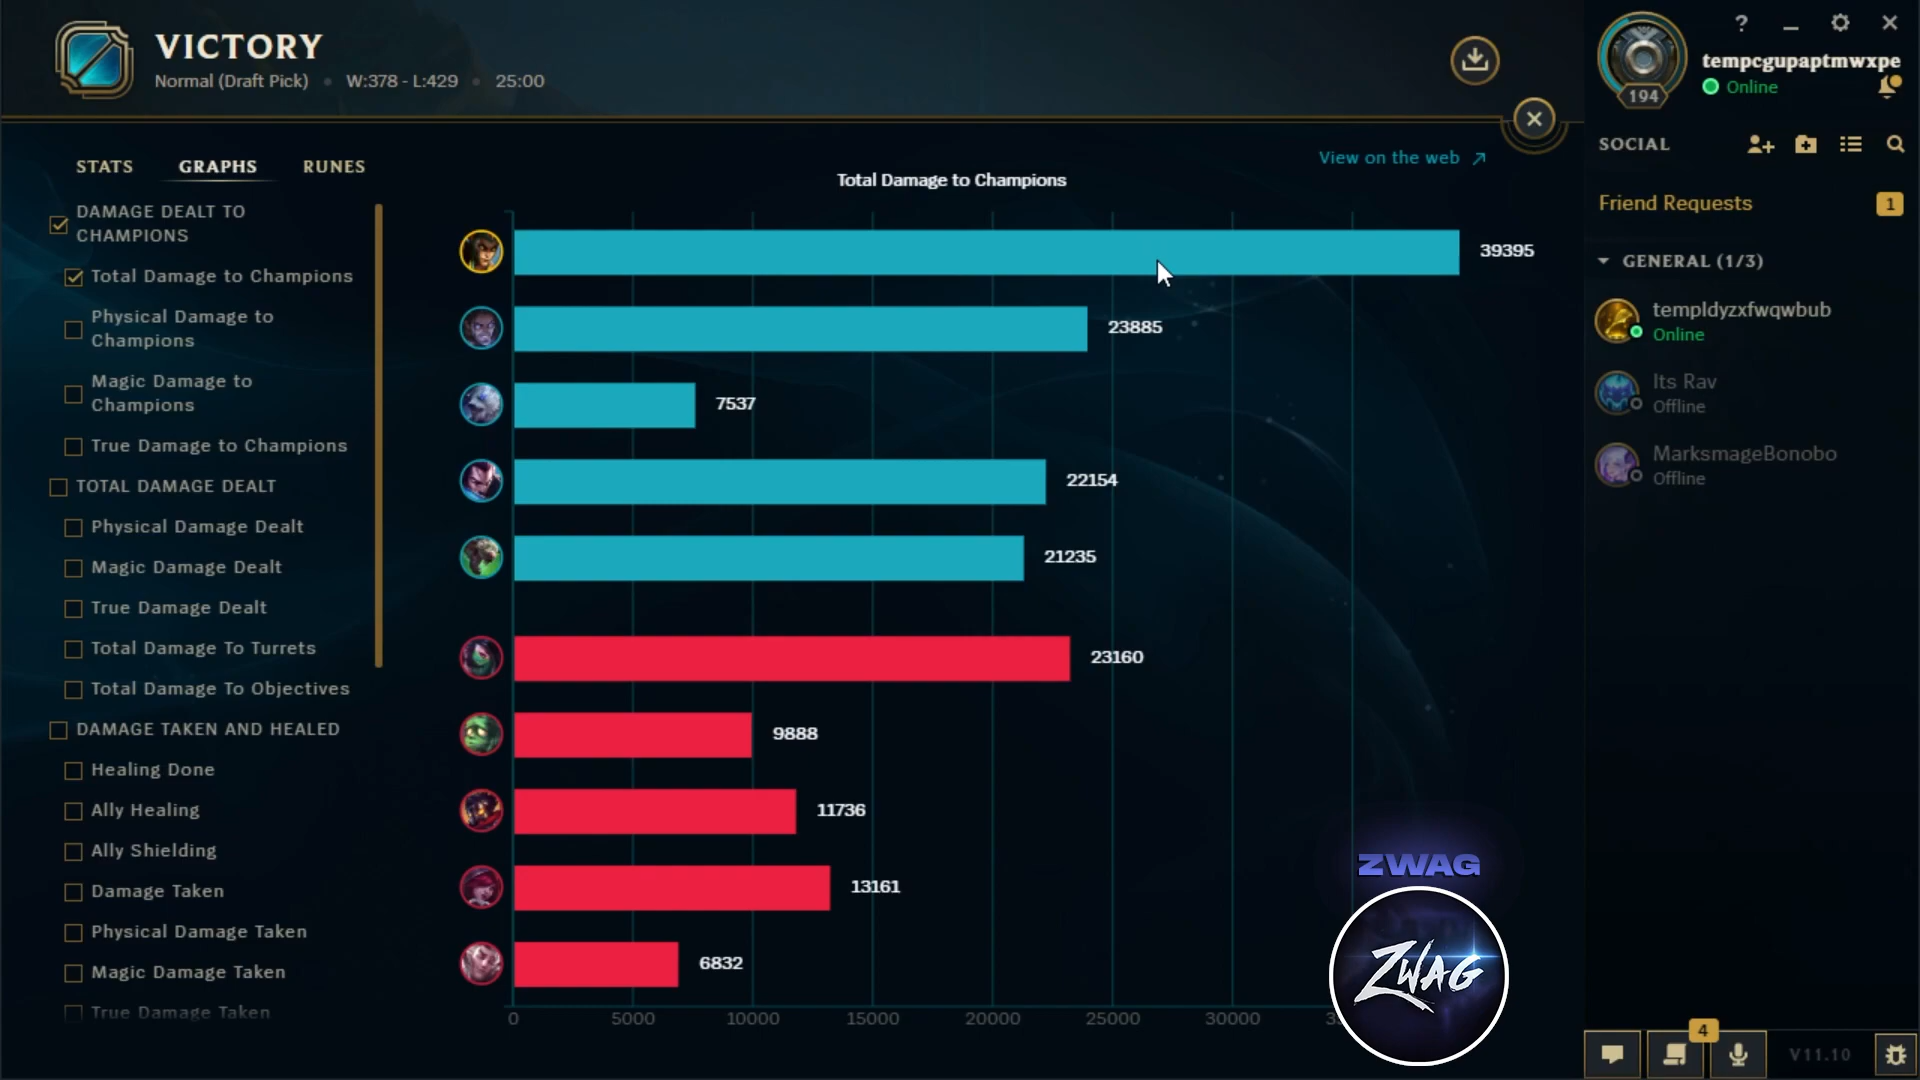 VICTORY
Normal (Draft Pick) • W:378 - L:429 • 25:00
?
194
tempcgupaptmwxpe
Online
STATS GRAPHS RUNES
View on the web
Total Damage to Champions
SOCIAL
Friend Requests 1
GENERAL (1/3)
templdyzxfwqwbub
Online
Its Rav
Offline
MarksmageBonobo
Offline
DAMAGE DEALT TO
CHAMPIONS
Total Damage to Champions
Physical Damage to
Champions
Magic Damage to
Champions
True Damage to Champions
TOTAL DAMAGE DEALT
Physical Damage Dealt
Magic Damage Dealt
True Damage Dealt
Total Damage To Turrets
Total Damage To Objectives
DAMAGE TAKEN AND HEALED
Healing Done
Ally Healing
Ally Shielding
Damage Taken
Physical Damage Taken
Magic Damage Taken
True Damage Taken
39395
23885
7537
22154
21235
23160
9888
11736
13161
6832
0 5000 10000 15000 20000 25000 30000
ZWAG
ZWAG
4
V11.10